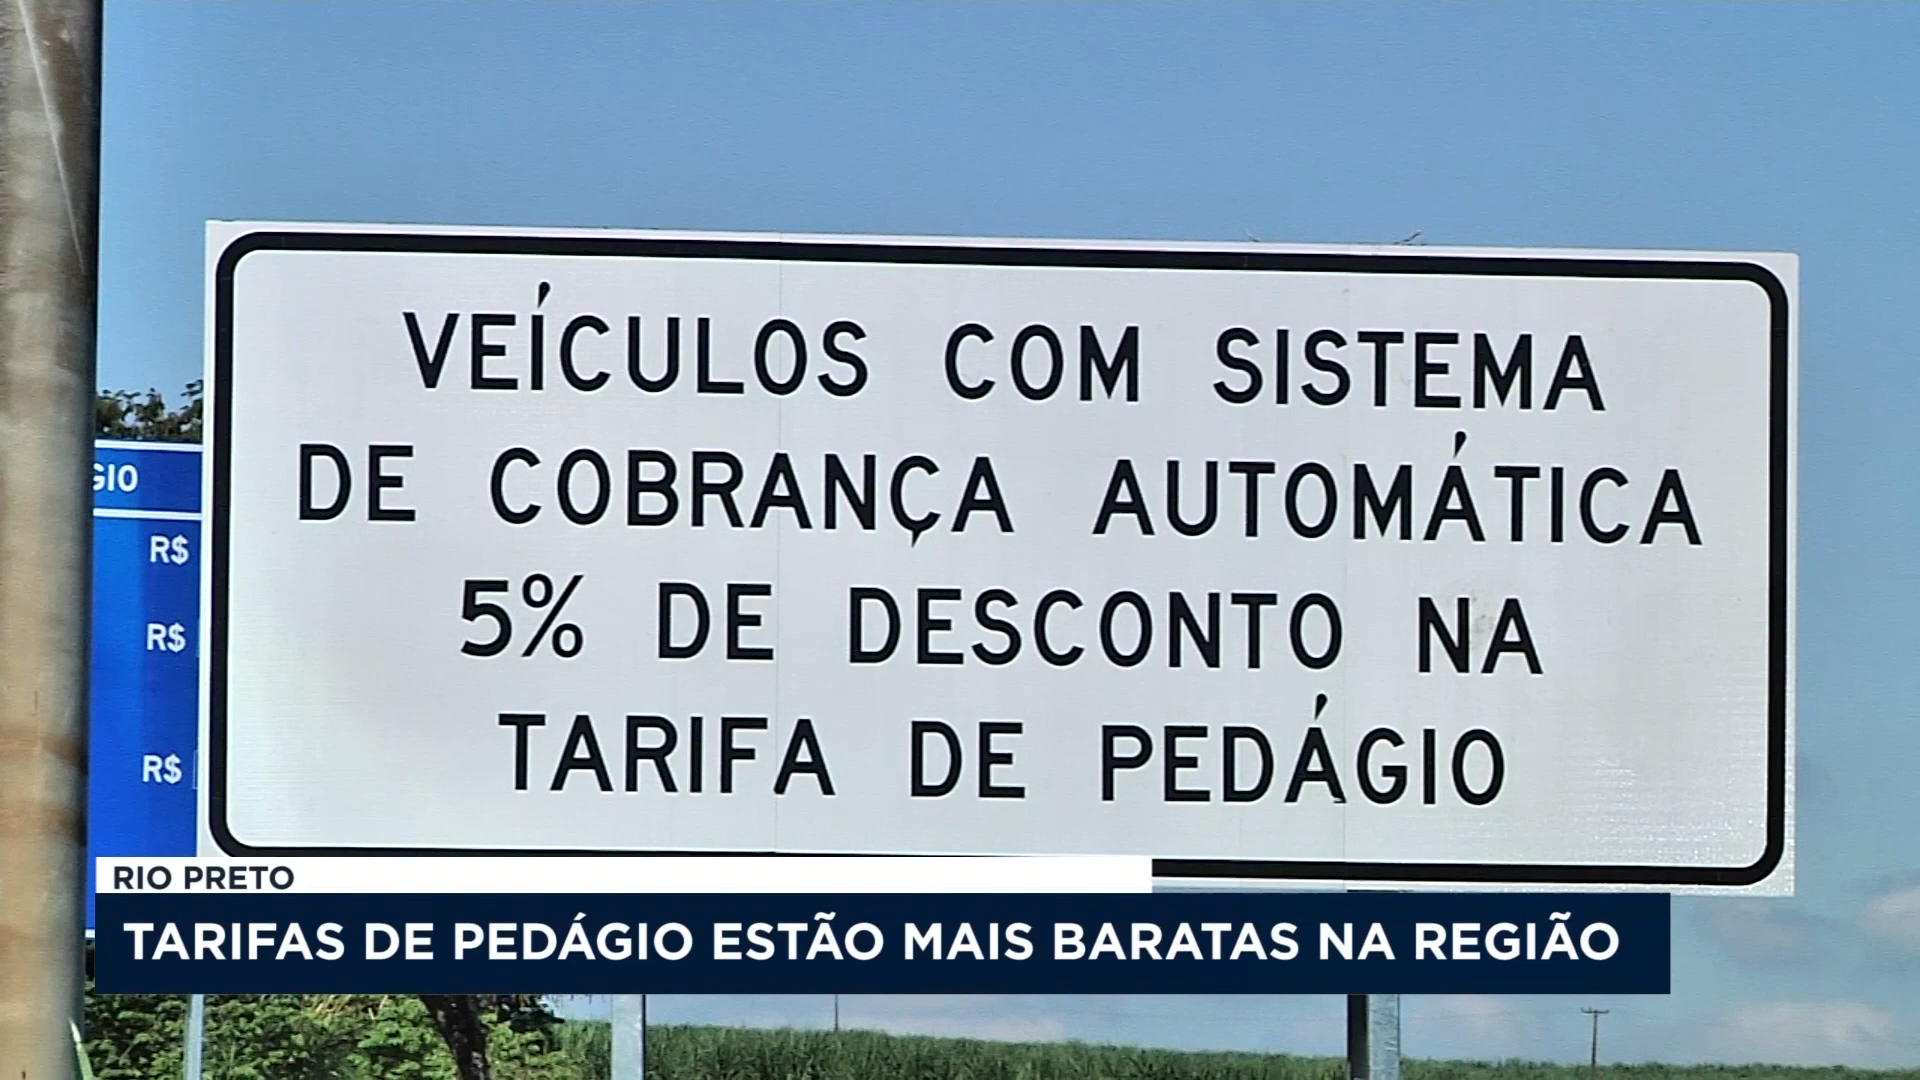 VEÍCULOS COM SISTEMA
DE COBRANÇA AUTOMÁTICA
5% DE DESCONTO NA
TARIFA DE PEDÁGIO
R$
R$
R$
RIO PRETO
TARIFAS DE PEDÁGIO ESTÃO MAIS BARATAS NA REGIÃO